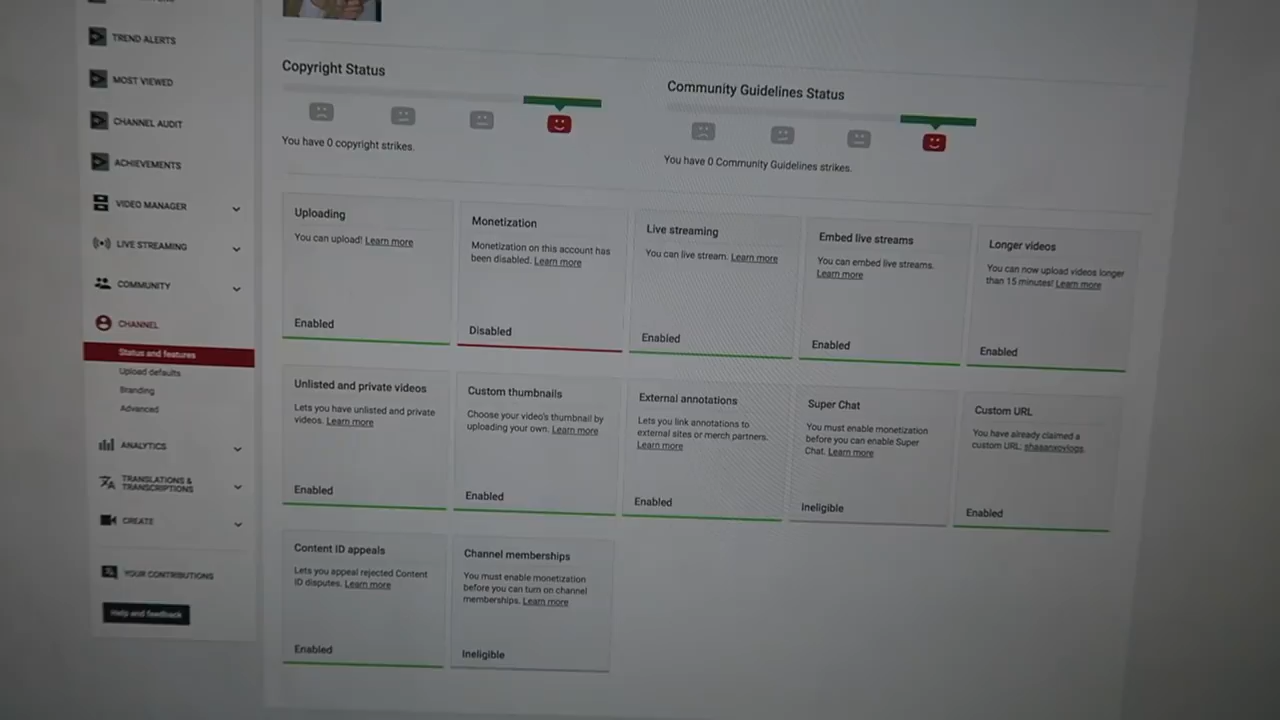 TREND ALERTS
MOST VIEWED
CHANNEL AUDIT
ACHIEVEMENTS
VIDEO MANAGER
LIVE STREAMING
COMMUNITY
CHANNEL
Status and features
Upload defaults
Branding
Advanced
ANALYTICS
TRANSLATIONS &
TRANSCRIPTIONS
CREATE
YOUR CONTRIBUTIONS
Help and feedback
Copyright Status
You have 0 copyright strikes.
Community Guidelines Status
You have 0 Community Guidelines strikes.
Uploading
You can upload! Learn more
Enabled
Monetization
Monetization on this account has
been disabled. Learn more
Disabled
Live streaming
You can live stream. Learn more
Enabled
Embed live streams
You can embed live streams.
Learn more
Enabled
Longer videos
You can now upload videos longer
than 15 minutes! Learn more
Enabled
Unlisted and private videos
Lets you have unlisted and private
videos. Learn more
Enabled
Custom thumbnails
Choose your video's thumbnail by
uploading your own. Learn more
Enabled
External annotations
Lets you link annotations to
external sites or merch partners.
Learn more
Enabled
Super Chat
You must enable monetization
before you can enable Super
Chat. Learn more
Ineligible
Custom URL
You have already claimed a
custom URL:
Enabled
Content ID appeals
Lets you appeal rejected Content
ID disputes. Learn more
Enabled
Channel memberships
You must enable monetization
before you can turn on channel
memberships. Learn more
Ineligible